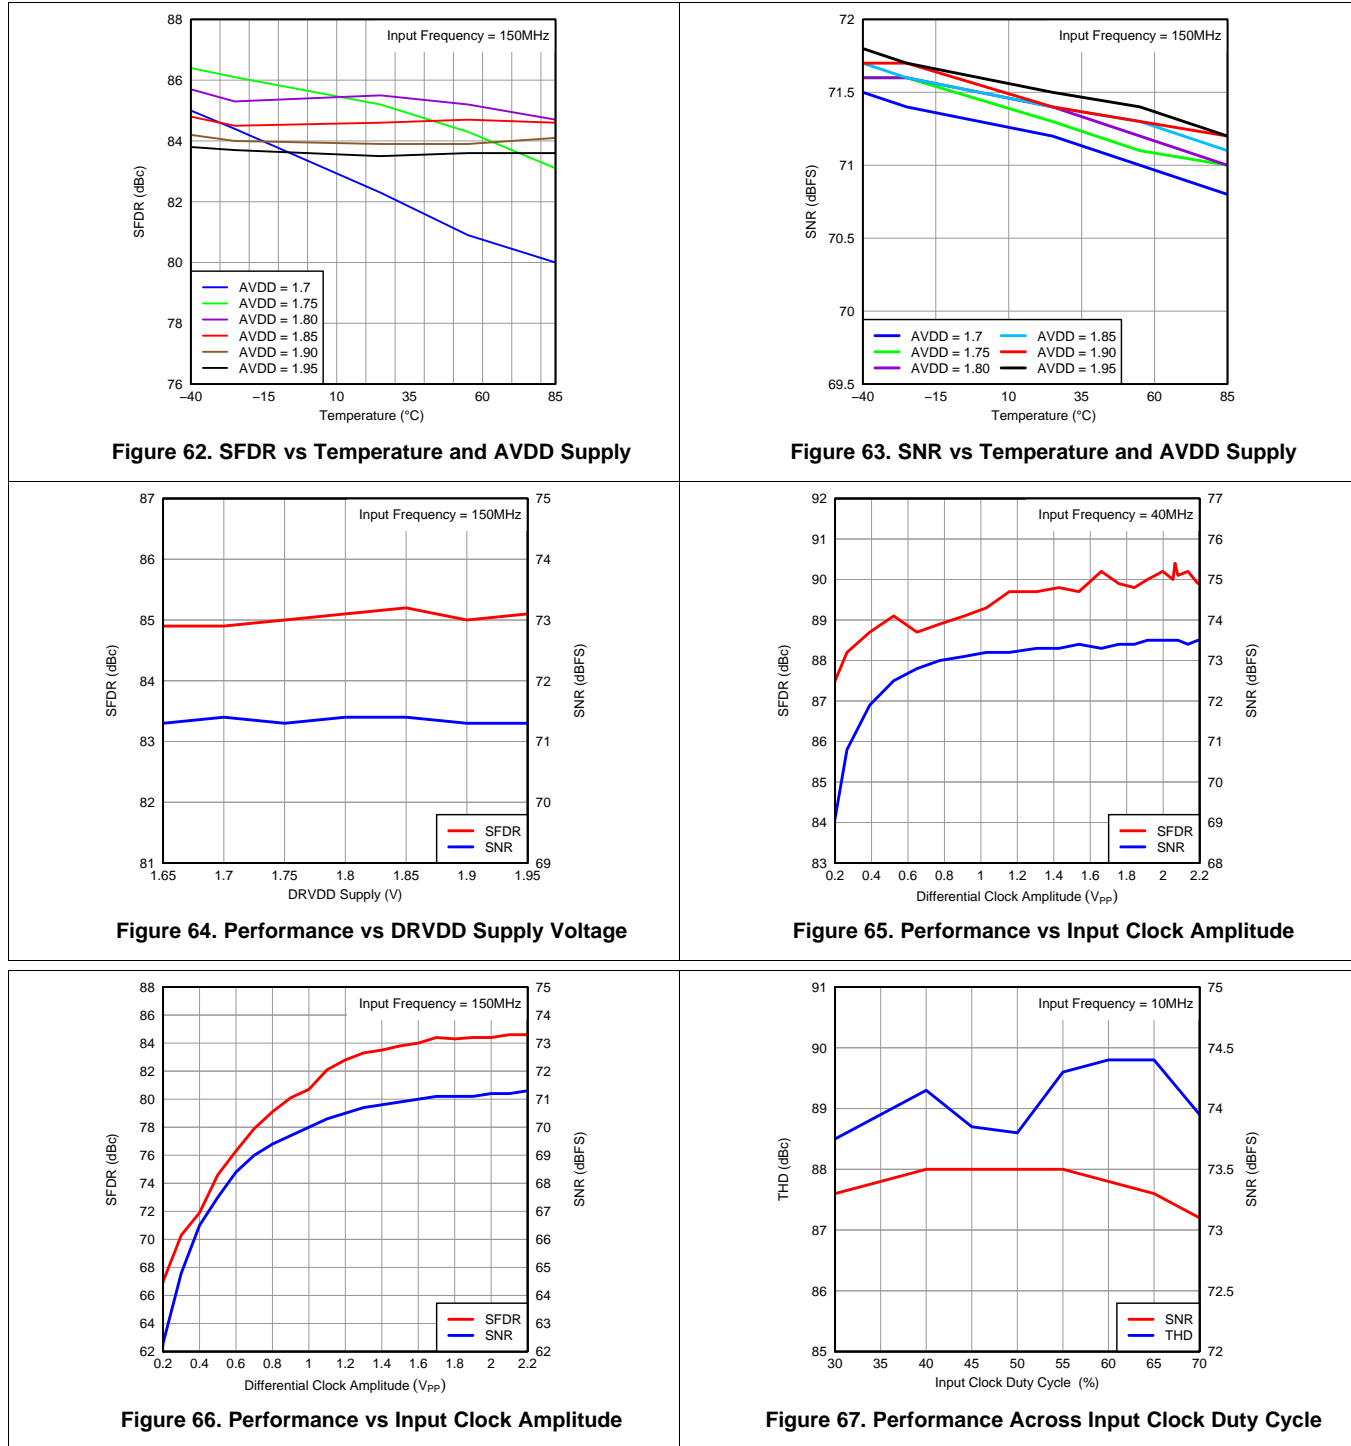 88
86
84
82
80
78
76
SFDR (dBc)
Input Frequency = 150MHz
AVDD = 1.7
AVDD = 1.75
AVDD = 1.80
AVDD = 1.85
AVDD = 1.90
AVDD = 1.95
−40 −15 10 35 60 85
Temperature (°C)
Figure 62. SFDR vs Temperature and AVDD Supply
72
71.5
71
70.5
70
69.5
SNR (dBFS)
Input Frequency = 150MHz
AVDD = 1.7 AVDD = 1.85
AVDD = 1.75 AVDD = 1.90
AVDD = 1.80 AVDD = 1.95
−40 −15 10 35 60 85
Temperature (°C)
Figure 63. SNR vs Temperature and AVDD Supply
87
86
85
84
83
82
81
SFDR (dBc)
Input Frequency = 150MHz
SFDR
SNR
75
74
73
72
71
70
69
SNR (dBFS)
1.65 1.7 1.75 1.8 1.85 1.9 1.95
DRVDD Supply (V)
Figure 64. Performance vs DRVDD Supply Voltage
92
91
90
89
88
87
86
85
84
83
SFDR (dBc)
Input Frequency = 40MHz
SFDR
SNR
77
76
75
74
73
72
71
70
69
68
SNR (dBFS)
0.2 0.4 0.6 0.8 1 1.2 1.4 1.6 1.8 2 2.2
Differential Clock Amplitude (VPP)
Figure 65. Performance vs Input Clock Amplitude
88
86
84
82
80
78
76
74
72
70
68
66
64
62
SFDR (dBc)
Input Frequency = 150MHz
SFDR
SNR
75
74
73
72
71
70
69
68
67
66
65
64
63
62
SNR (dBFS)
0.2 0.4 0.6 0.8 1 1.2 1.4 1.6 1.8 2 2.2
Differential Clock Amplitude (VPP)
Figure 66. Performance vs Input Clock Amplitude
91
90
89
88
87
86
85
THD (dBc)
Input Frequency = 10MHz
SNR
THD
75
74.5
74
73.5
73
72.5
72
SNR (dBFS)
30 35 40 45 50 55 60 65 70
Input Clock Duty Cycle (%)
Figure 67. Performance Across Input Clock Duty Cycle